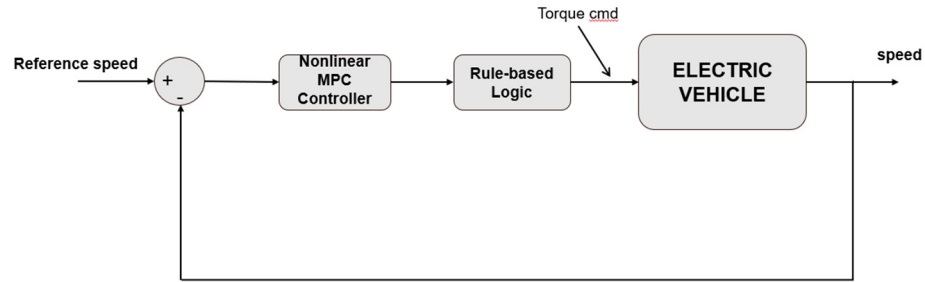 Torque cmd
Reference speed
+
-
Nonlinear
MPC
Controller
Rule-based
Logic
ELECTRIC
VEHICLE
speed